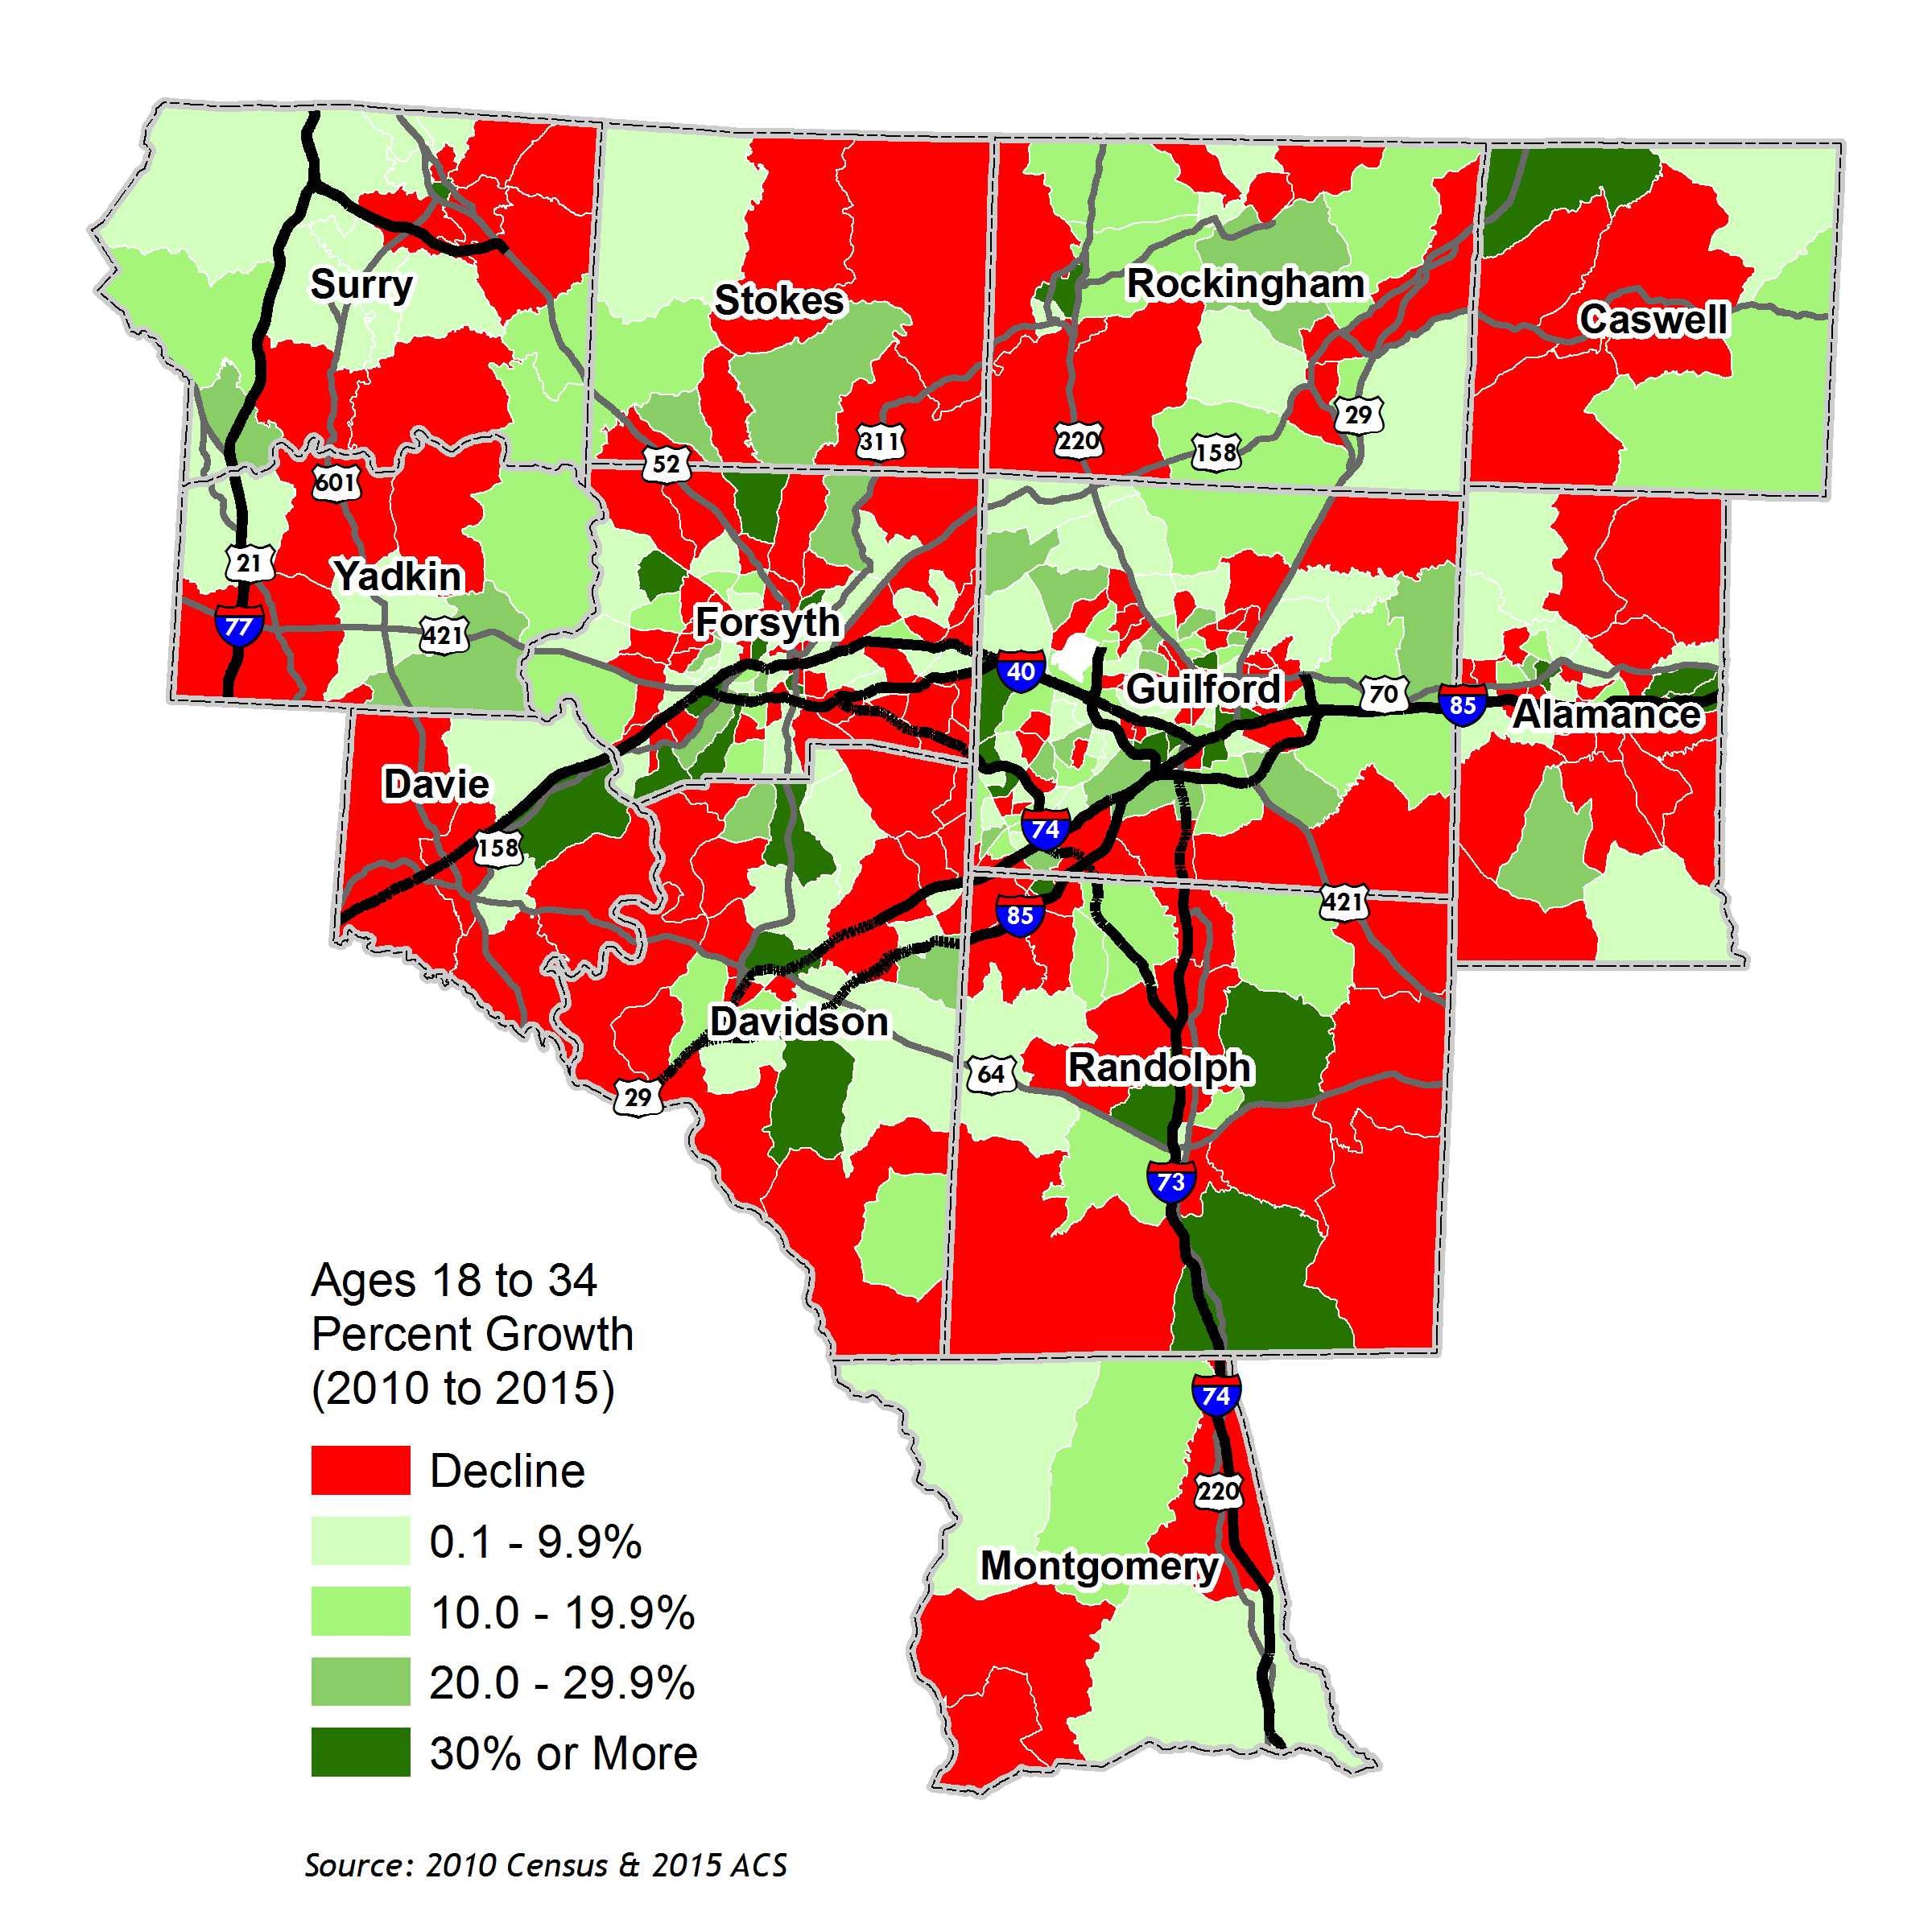 Surry
Stokes
Rockingham
Caswell
29
311
220
158
52
601
21
Yadkin
Forsyth
77
421
40
Guilford
70
85
Alamance
Davie
158
74
85
421
Davidson
Randolph
64
29
73
74
220
Montgomery
Ages 18 to 34
Percent Growth
(2010 to 2015)
Decline
0.1 - 9.9%
10.0 - 19.9%
20.0 - 29.9%
30% or More
Source: 2010 Census & 2015 ACS